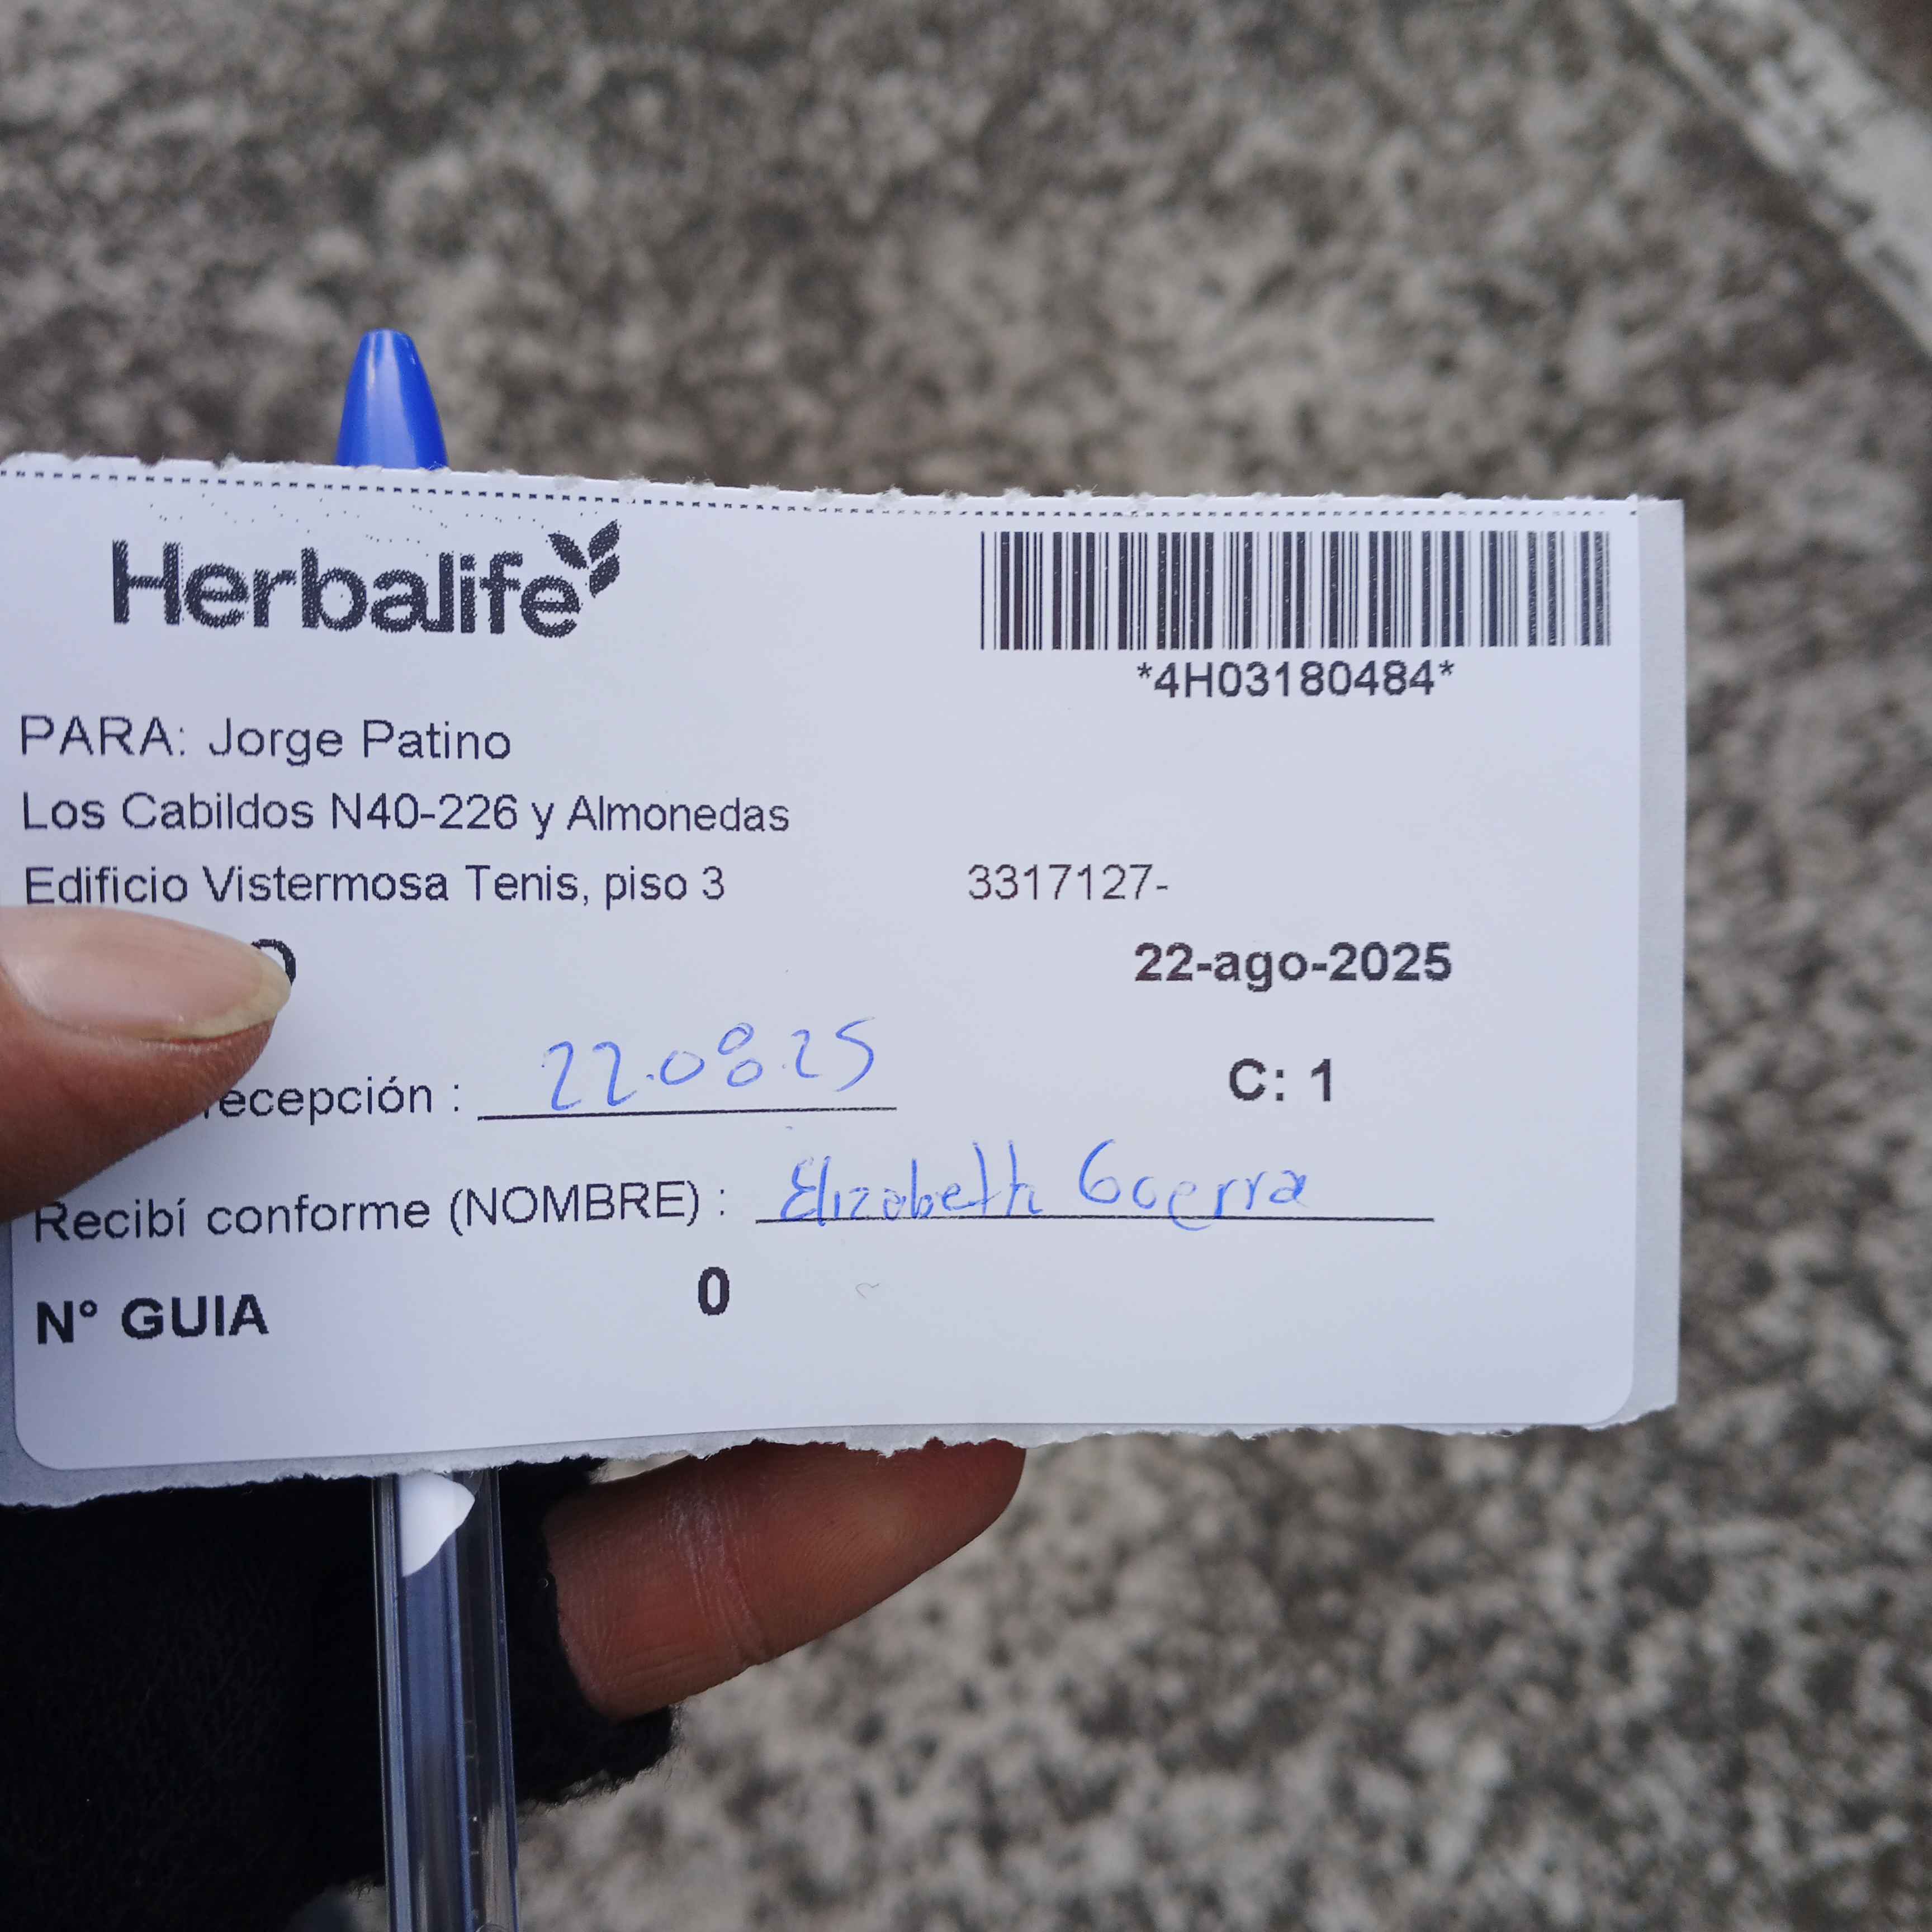 Herbalife
*4H03180484*
PARA: Jorge Patino
Los Cabildos N40-226 y Almonedas
Edificio Vistermosa Tenis, piso 3 3317127-
22-ago-2025
recepción : 22.08.25 C: 1
Recibí conforme (NOMBRE) : Elizabeth Guerra
N° GUIA 0